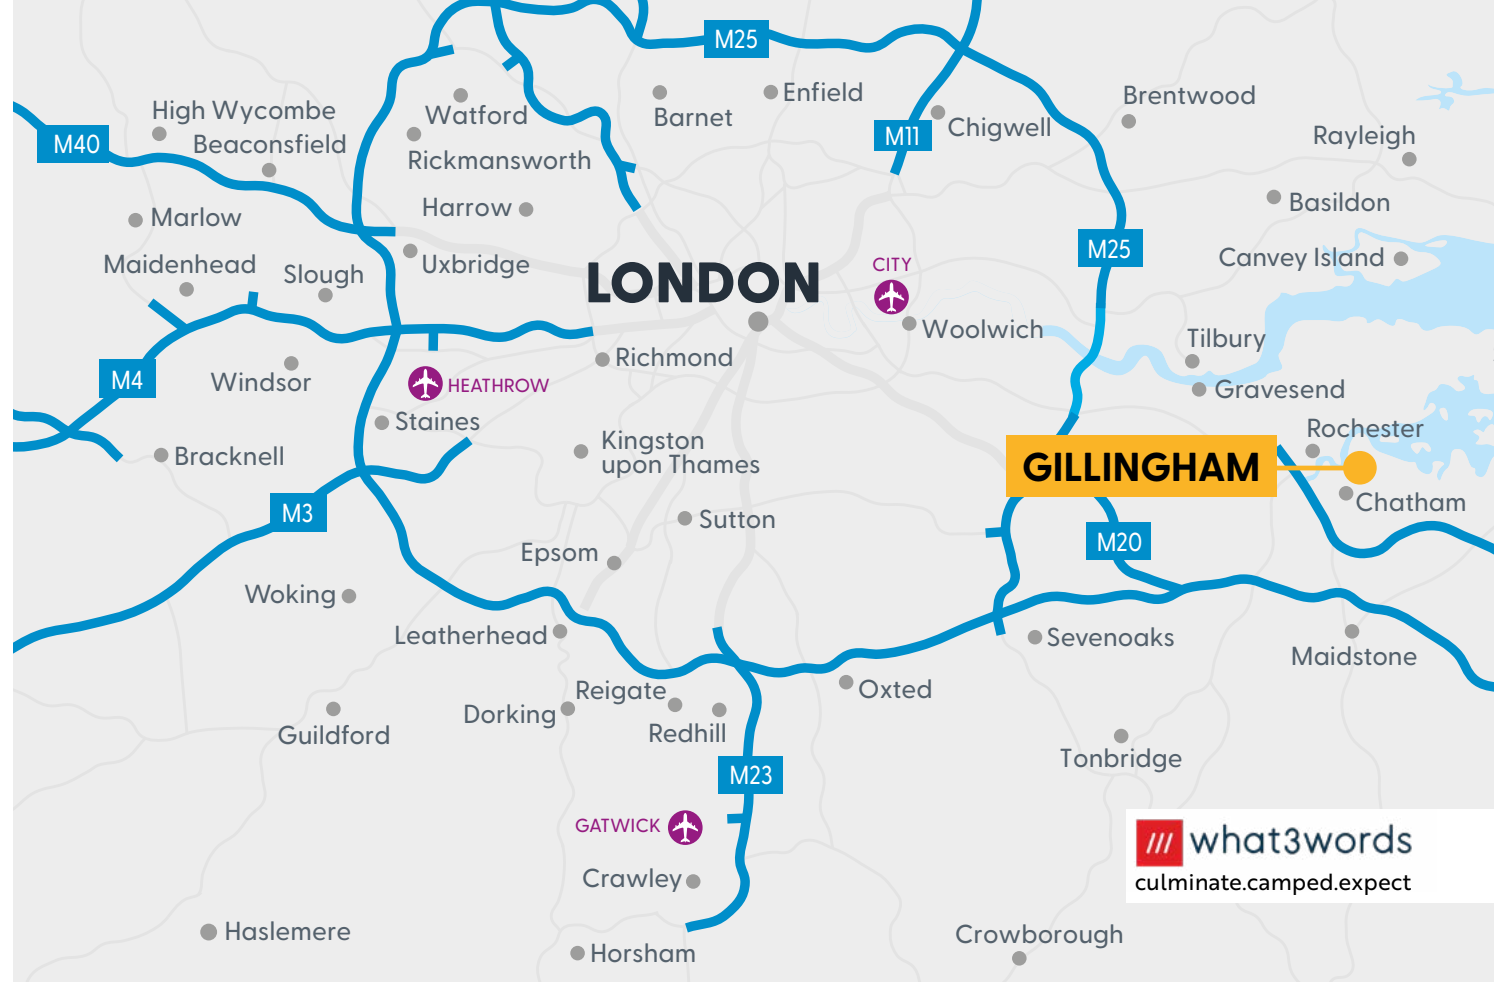 M25
High Wycombe
Watford
Barnet
Enfield
Brentwood
M40
Beaconsfield
M11
Chigwell
Rayleigh
Rickmansworth
Marlow
Harrow
Basildon
M25
Maidenhead
Slough
Uxbridge
LONDON
CITY
Canvey Island
Woolwich
Tilbury
Richmond
M4
Windsor
HEATHROW
Gravesend
Staines
Kingston
upon Thames
Rochester
Bracknell
GILLINGHAM
Chatham
M3
Sutton
Epsom
M20
Woking
Leatherhead
Sevenoaks
Maidstone
Reigate
Oxted
Dorking
Guildford
Redhill
Tonbridge
M23
GATWICK
what3words
culminate.camped.expect
Crawley
Haslemere
Horsham
Crowborough